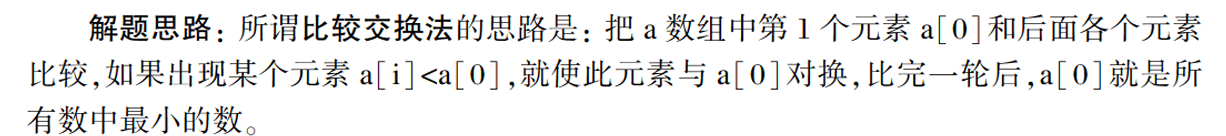 解题思路：所谓比较交换法的思路是：把 a 数组中第 1 个元素 a[0]和后面各个元素
比较,如果出现某个元素 a[i]<a[0],就使此元素与 a[0]对换,比完一轮后,a[0]就是所
有数中最小的数。